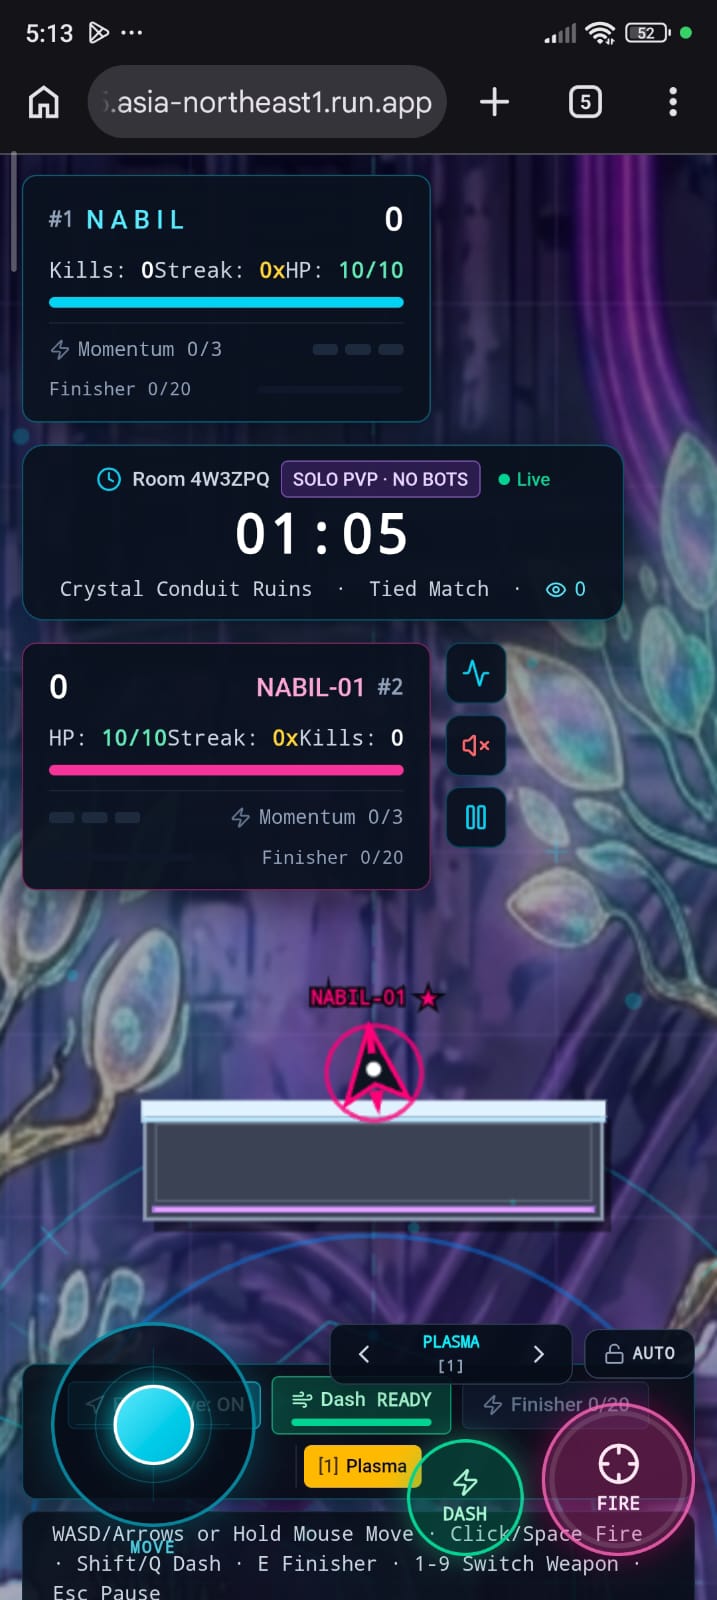 5:13
52
.asia-northeast1.run.app
5
#1 NABIL 0
Kills: 0Streak: 0xHP: 10/10
Momentum 0/3
Finisher 0/20
Room 4W3ZPQ SOLO PVP · NO BOTS Live
01:05
Crystal Conduit Ruins · Tied Match · 0
0 NABIL-01 #2
HP: 10/10Streak: 0xKills: 0
Momentum 0/3
Finisher 0/20
NABIL-01
PLASMA
[1]
AUTO
ve: ON
Dash READY
Finisher 0/20
[1] Plasma
DASH
FIRE
MOVE
WASD/Arrows or Hold Mouse Move · Click/Space Fire
· Shift/Q Dash · E Finisher · 1-9 Switch Weapon ·
Esc Pause